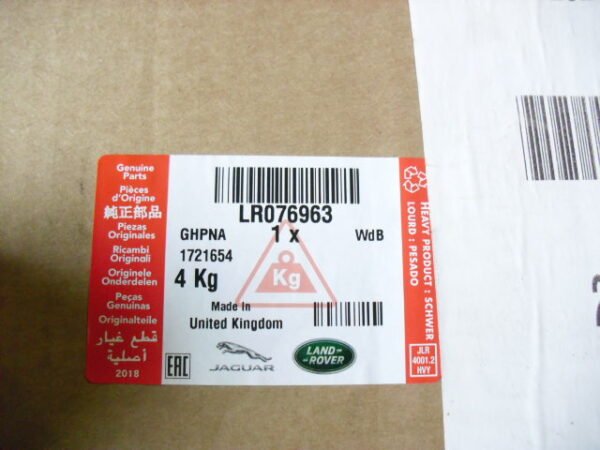 Genuine
Parts
Pièces
d'Origine
純正部品
Piezas
Originales
Ricambi
Originali
Originele
Onderdelen
Peças
Genuinas
Originalteile
قطع غيار
أصلية
2018
LR076963
GHPNA 1 x WdB
1721654
4 Kg
Kg
Made In
United Kingdom
EAC
JAGUAR
LAND-
-ROVER
HEAVY PRODUCT : SCHWER
LOURD : PESADO
JLR
4001.2
HVY